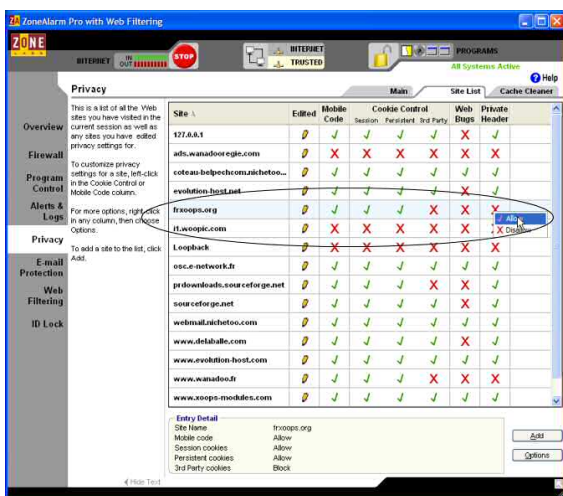 ZoneAlarm Pro with Web Filtering
ZONE
LABS
INTERNET
IN
OUT
STOP
INTERNET
TRUSTED
PROGRAMS
All Systems Active
Help
Privacy
Main
Site List
Cache Cleaner
Overview
Firewall
Program
Control
Alerts &
Logs
Privacy
E-mail
Protection
Web
Filtering
ID Lock
This is a list of all the Web
sites you have visited in the
current session as well as
any sites you have edited
privacy settings for.
To customize privacy
settings for a site, left-click
in the Cookie Control or
Mobile Code column.
For more options, right-click
in any column, then choose
Options.
To add a site to the list, click
Add.
Site Edited Mobile Code Cookie Control Web Bugs Private Header
Session Persistent 3rd Party
127.0.0.1
ads.wanadooregie.com
coteau-belpechcom.nichetoo...
evolution-host.net
frxoops.org
i1.woopic.com
Loopback
osc.e-network.fr
prdownloads.sourceforge.net
sourceforge.net
webmail.nichetoo.com
www.delaballe.com
www.evolution-host.com
www.wanadoo.fr
www.xoops-modules.com
Allow
Disallow
Entry Detail
Site Name frxoops.org
Mobile code Allow
Session cookies Allow
Persistent cookies Allow
3rd Party cookies Block
Add
Options
Hide Text